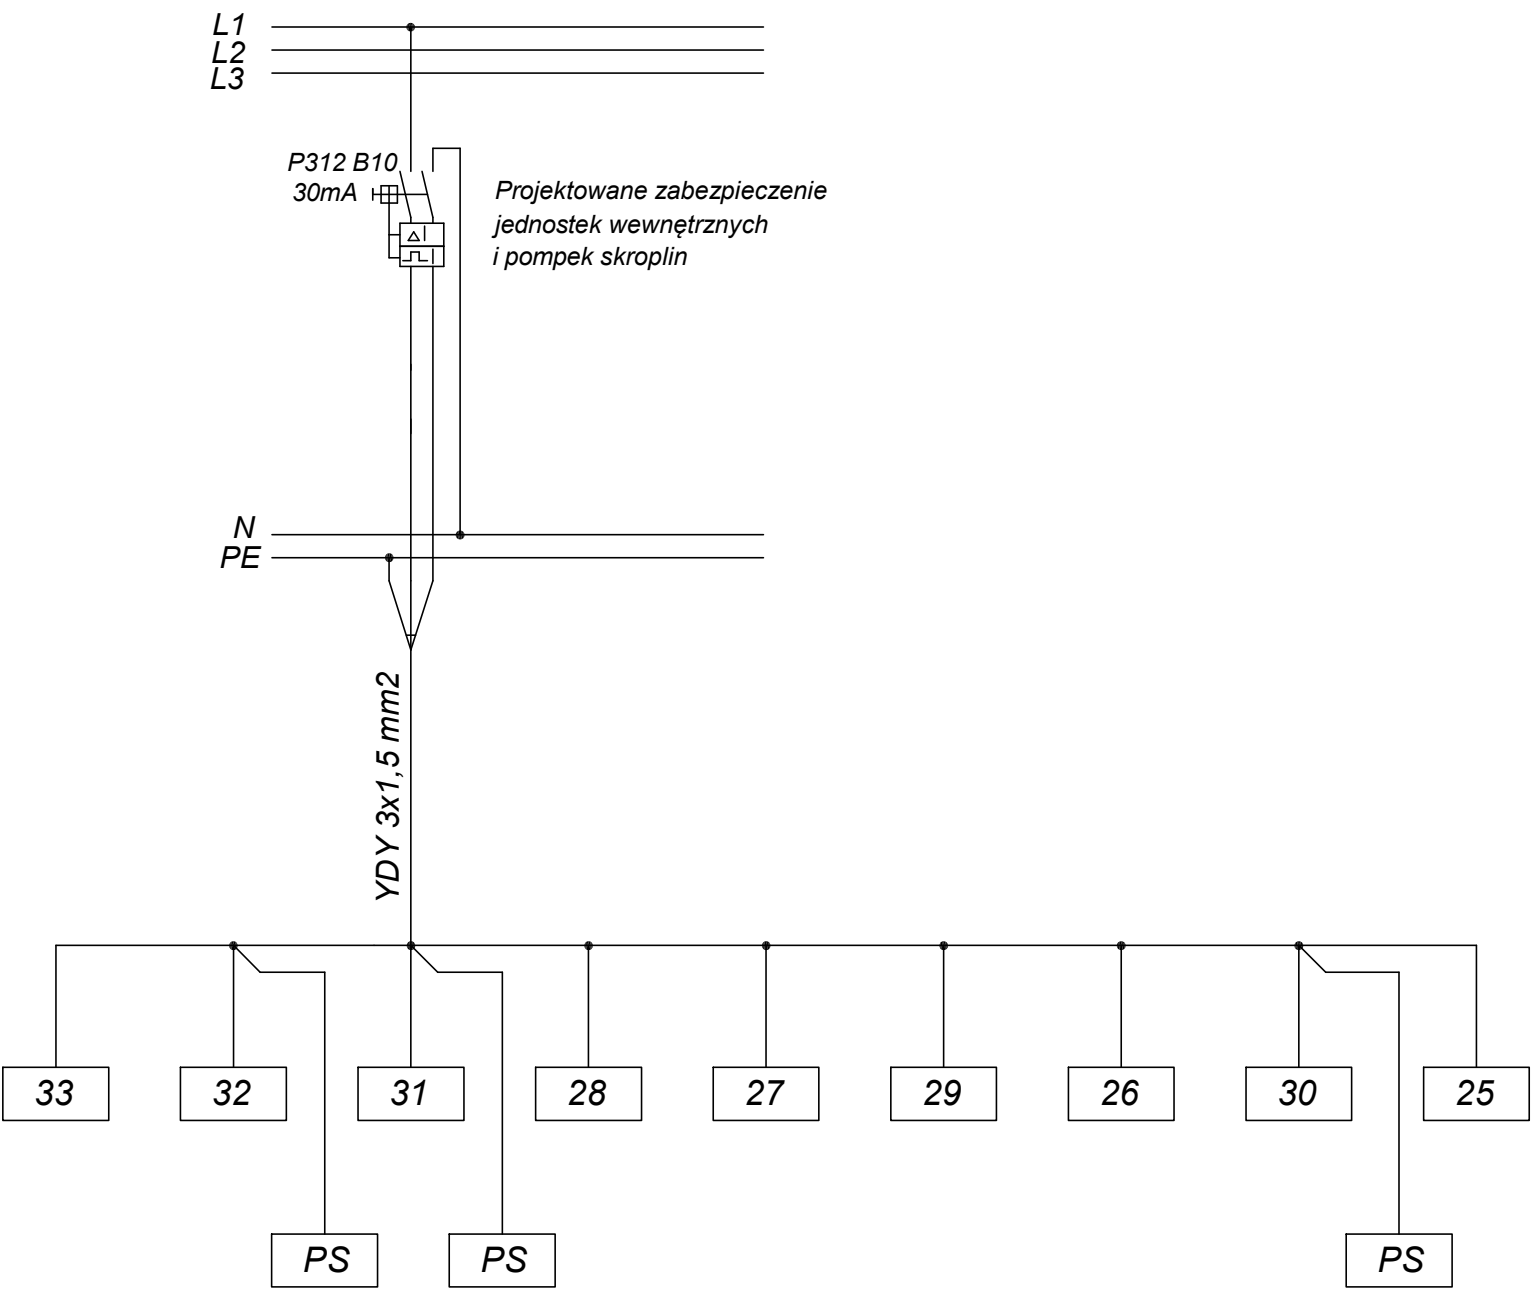 L1
L2
L3
P312 B10
30mA
Projektowane zabezpieczenie
jednostek wewnętrznych
i pompek skroplin
N
PE
YDY 3x1,5 mm2
33
32
31
28
27
29
26
30
25
PS
PS
PS